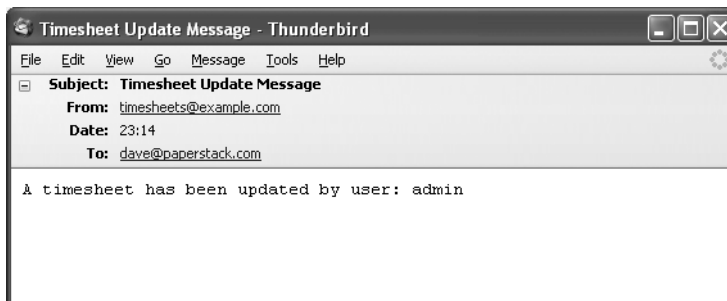 Timesheet Update Message - Thunderbird
File Edit View Go Message Tools Help
Subject: Timesheet Update Message
From: timesheets@example.com
Date: 23:14
To: dave@paperstack.com
A timesheet has been updated by user: admin